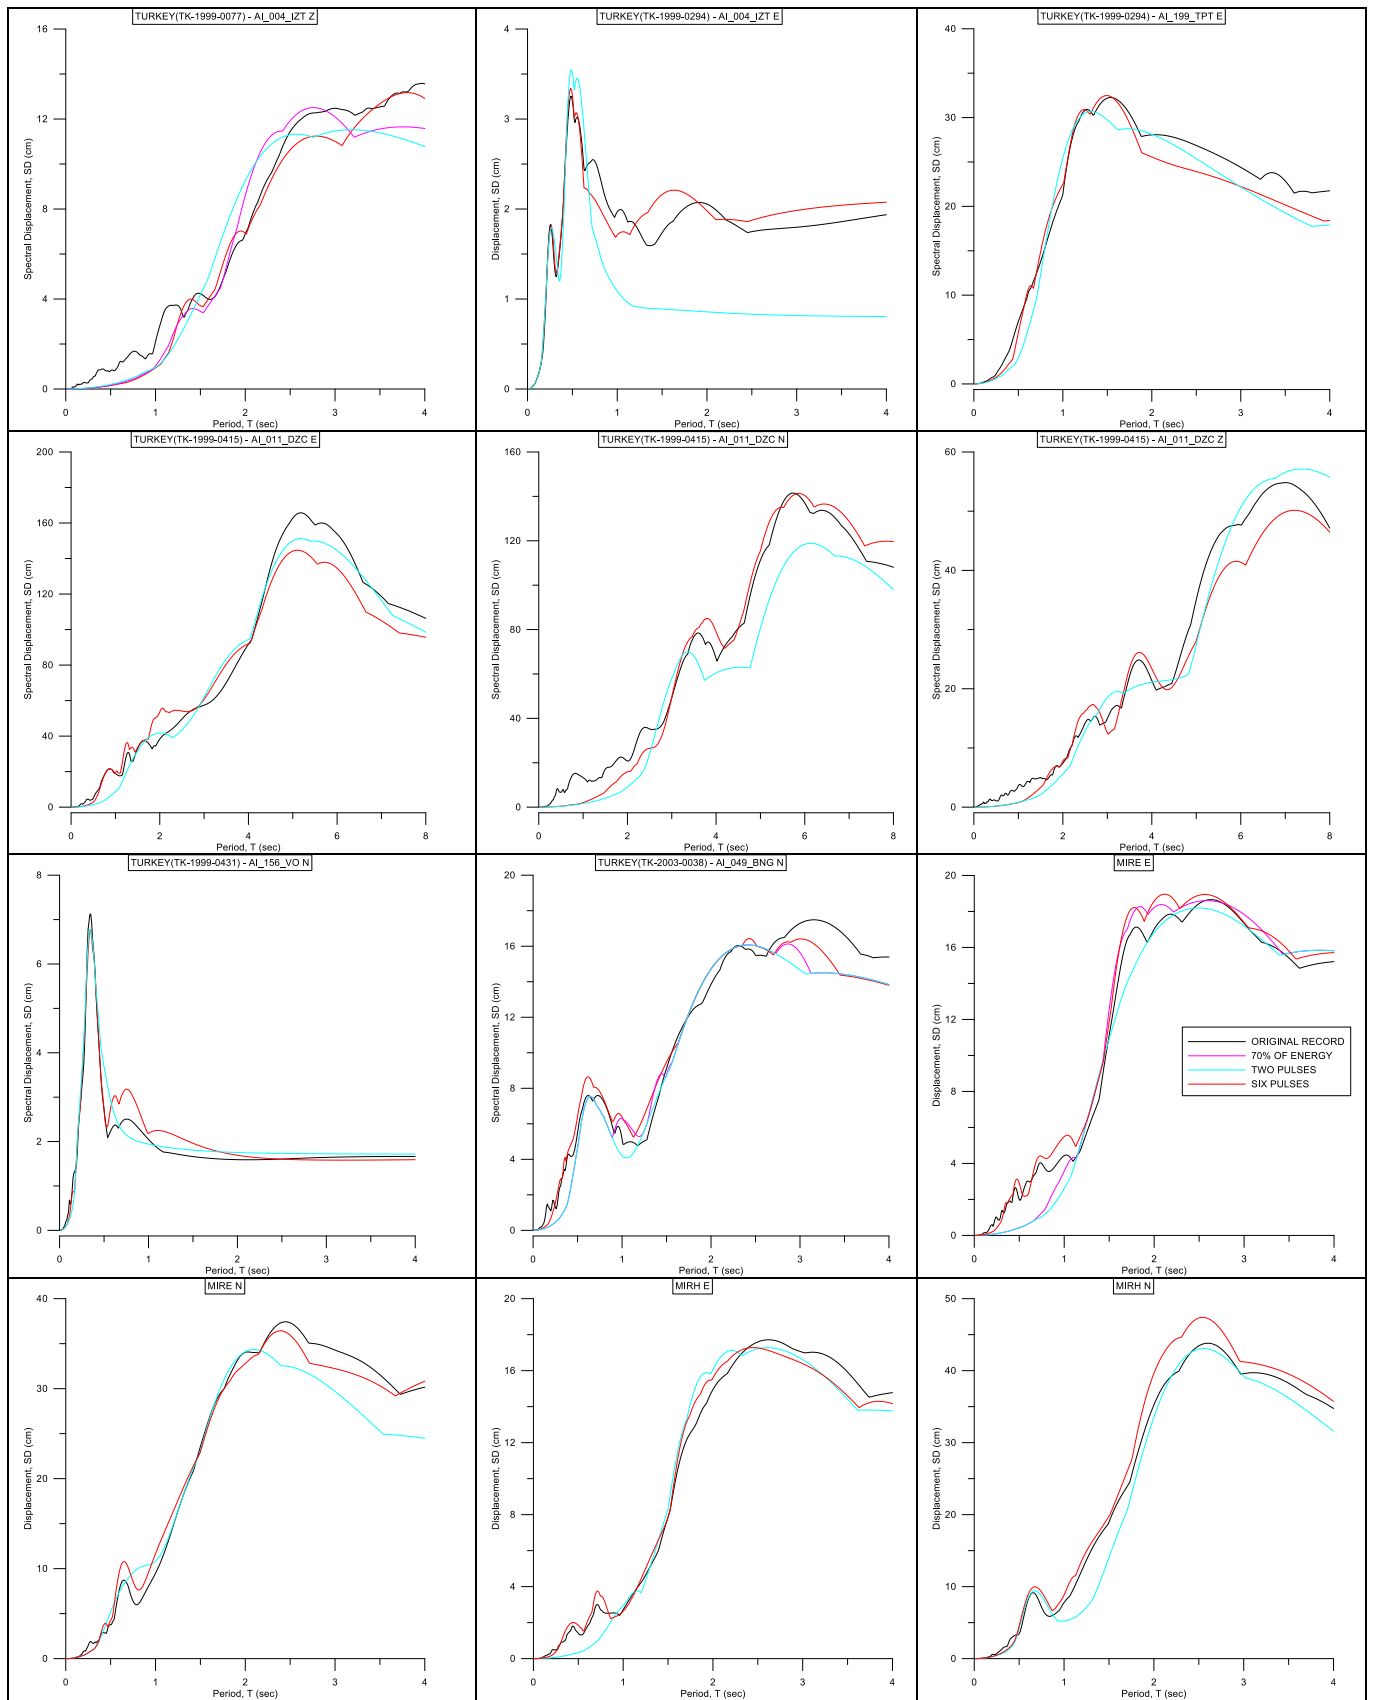 TURKEY(TK-1999-0077) - AI_004_IZT Z
16
12
8
4
0
Spectral Displacement, SD (cm)
0 1 2 3 4
Period, T (sec)
TURKEY(TK-1999-0294) - AI_004_IZT E
4
3
2
1
0
Displacement, SD (cm)
0 1 2 3 4
Period, T (sec)
TURKEY(TK-1999-0294) - AI_199_TPT E
40
30
20
10
0
Spectral Displacement, SD (cm)
0 1 2 3 4
Period, T (sec)
TURKEY(TK-1999-0415) - AI_011_DZC E
200
160
120
80
40
0
Spectral Displacement, SD (cm)
0 2 4 6 8
Period, T (sec)
TURKEY(TK-1999-0415) - AI_011_DZC N
160
120
80
40
0
Spectral Displacement, SD (cm)
0 2 4 6 8
Period, T (sec)
TURKEY(TK-1999-0415) - AI_011_DZC Z
60
40
20
0
Spectral Displacement, SD (cm)
0 2 4 6 8
Period, T (sec)
TURKEY(TK-1999-0431) - AI_156_VO N
8
6
4
2
0
Spectral Displacement, SD (cm)
0 1 2 3 4
Period, T (sec)
TURKEY(TK-2003-0038) - AI_049_BNG N
20
16
12
8
4
0
Spectral Displacement, SD (cm)
0 1 2 3 4
Period, T (sec)
MIRE E
20
16
12
8
4
0
Displacement, SD (cm)
ORIGINAL RECORD
70% OF ENERGY
TWO PULSES
SIX PULSES
0 1 2 3 4
Period, T (sec)
MIRE N
40
30
20
10
0
Displacement, SD (cm)
0 1 2 3 4
Period, T (sec)
MIRH E
20
16
12
8
4
0
Displacement, SD (cm)
0 1 2 3 4
Period, T (sec)
MIRH N
50
40
30
20
10
0
Displacement, SD (cm)
0 1 2 3 4
Period, T (sec)